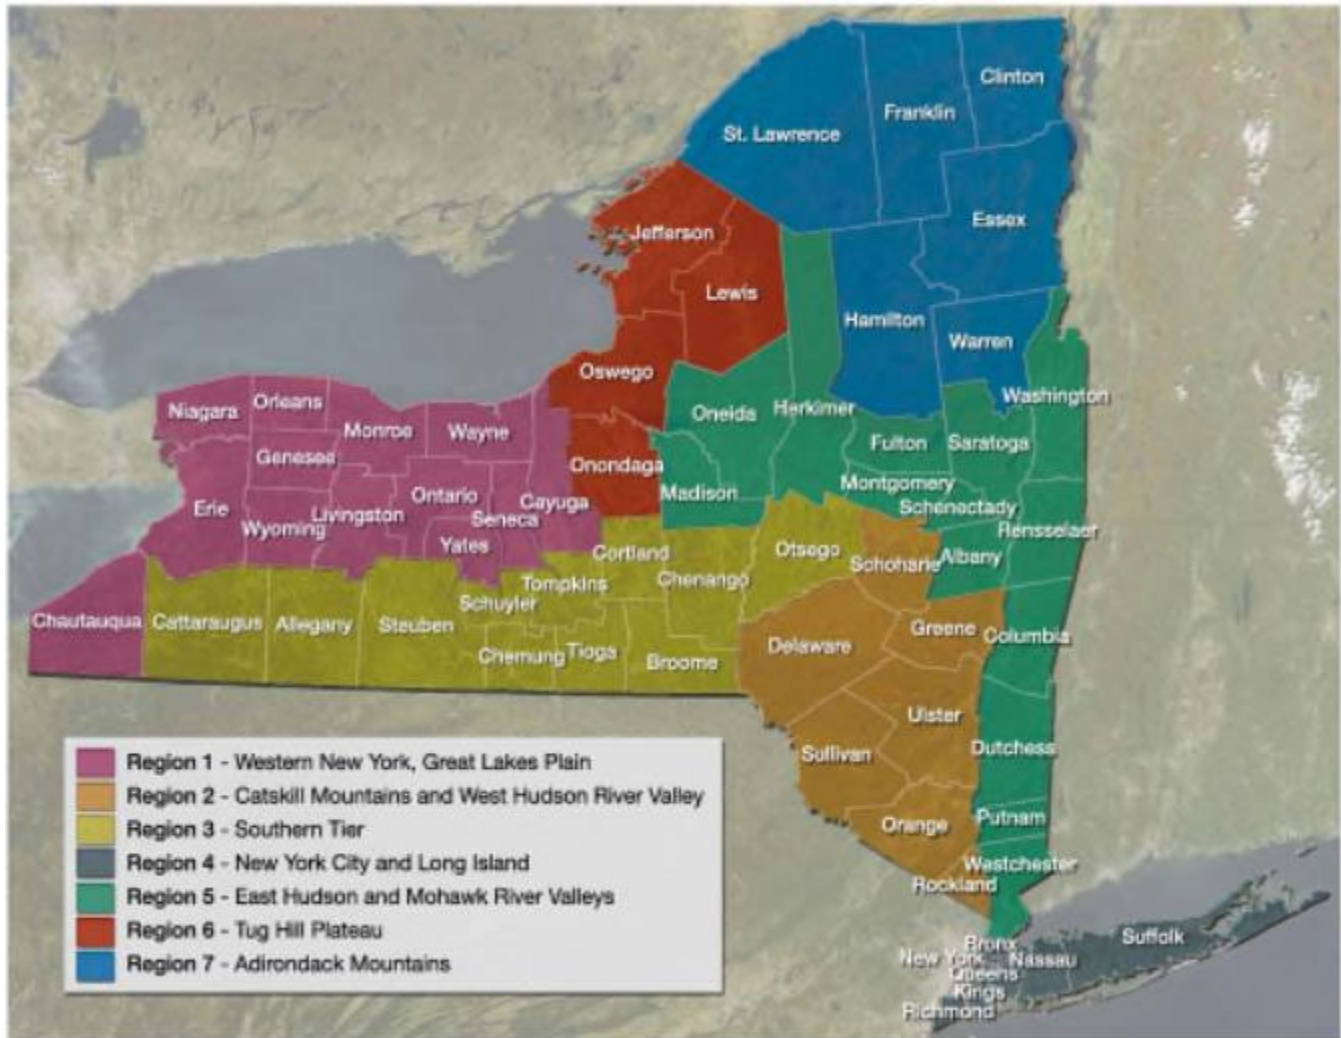 Clinton
Franklin
St. Lawrence
Essex
Jefferson
Lewis
Hamilton
Warren
Oswego
Washington
Niagara
Orleans
Oneida
Herkimer
Monroe
Wayne
Fulton
Saratoga
Genesee
Onondaga
Montgomery
Madison
Ontario
Cayuga
Erie
Livingston
Schenectady
Seneca
Wyoming
Rensselaer
Yates
Cortland
Otsego
Albany
Schoharie
Tompkins
Chenango
Schuyler
Chautauqua
Cattaraugus
Allegany
Steuben
Greene
Columbia
Delaware
Chemung
Tioga
Broome
Ulster
Dutchess
Sullivan
Putnam
Orange
Westchester
Rockland
Suffolk
Bronx
New York
Nassau
Queens
Kings
Richmond
Region 1 - Western New York, Great Lakes Plain
Region 2 - Catskill Mountains and West Hudson River Valley
Region 3 - Southern Tier
Region 4 - New York City and Long Island
Region 5 - East Hudson and Mohawk River Valleys
Region 6 - Tug Hill Plateau
Region 7 - Adirondack Mountains